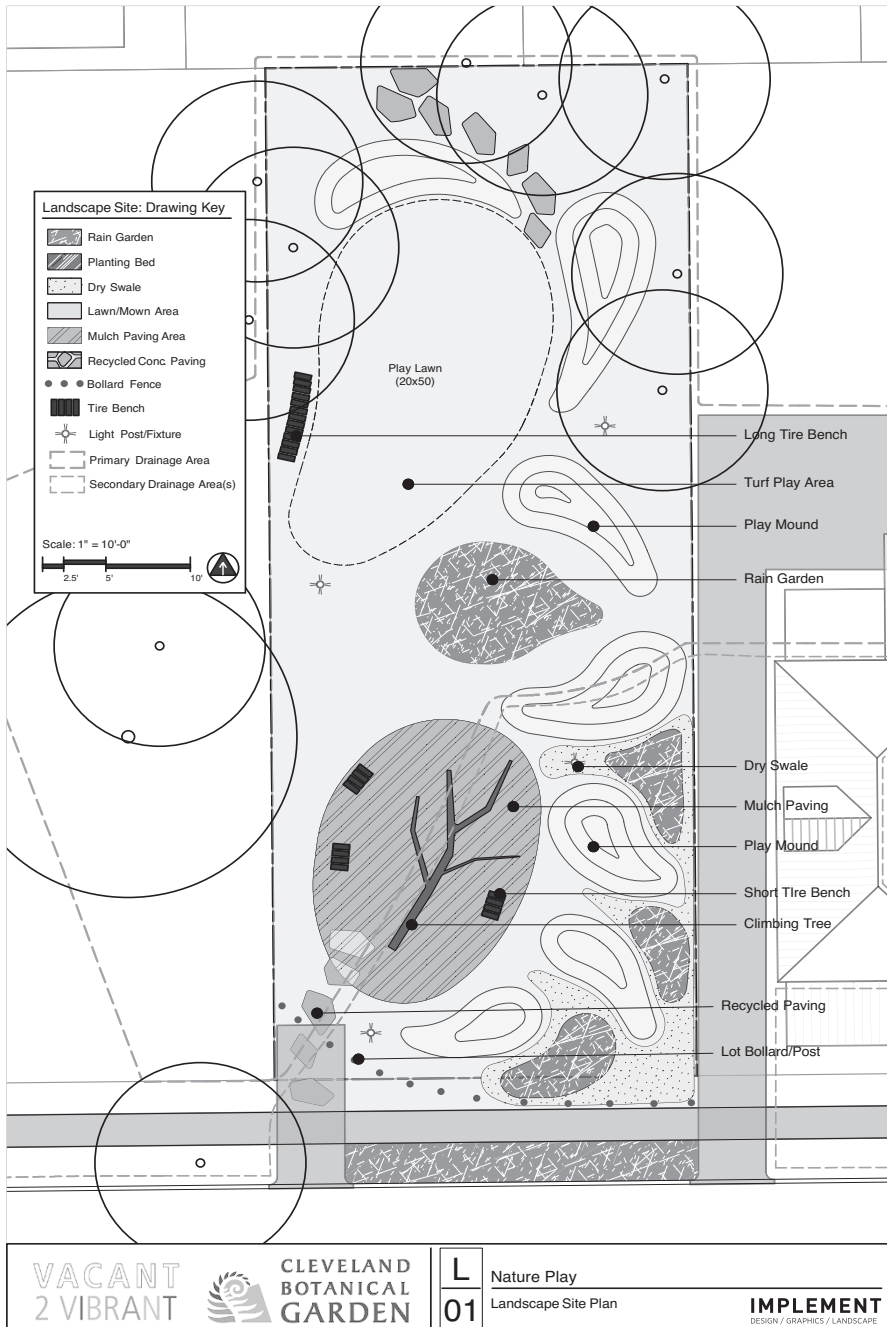 Landscape Site: Drawing Key
Rain Garden
Planting Bed
Dry Swale
Lawn/Mown Area
Mulch Paving Area
Recycled Conc. Paving
Bollard Fence
Tire Bench
Light Post/Fixture
Primary Drainage Area
Secondary Drainage Area(s)
Scale: 1" = 10'-0"
2.5'
5'
10'
Play Lawn
(20x50)
Long Tire Bench
Turf Play Area
Play Mound
Rain Garden
Dry Swale
Mulch Paving
Play Mound
Short TIre Bench
Climbing Tree
Recycled Paving
Lot Bollard/Post
VACANT
2 VIBRANT
CLEVELAND
BOTANICAL
GARDEN
L
01
Nature Play
Landscape Site Plan
IMPLEMENT
DESIGN / GRAPHICS / LANDSCAPE